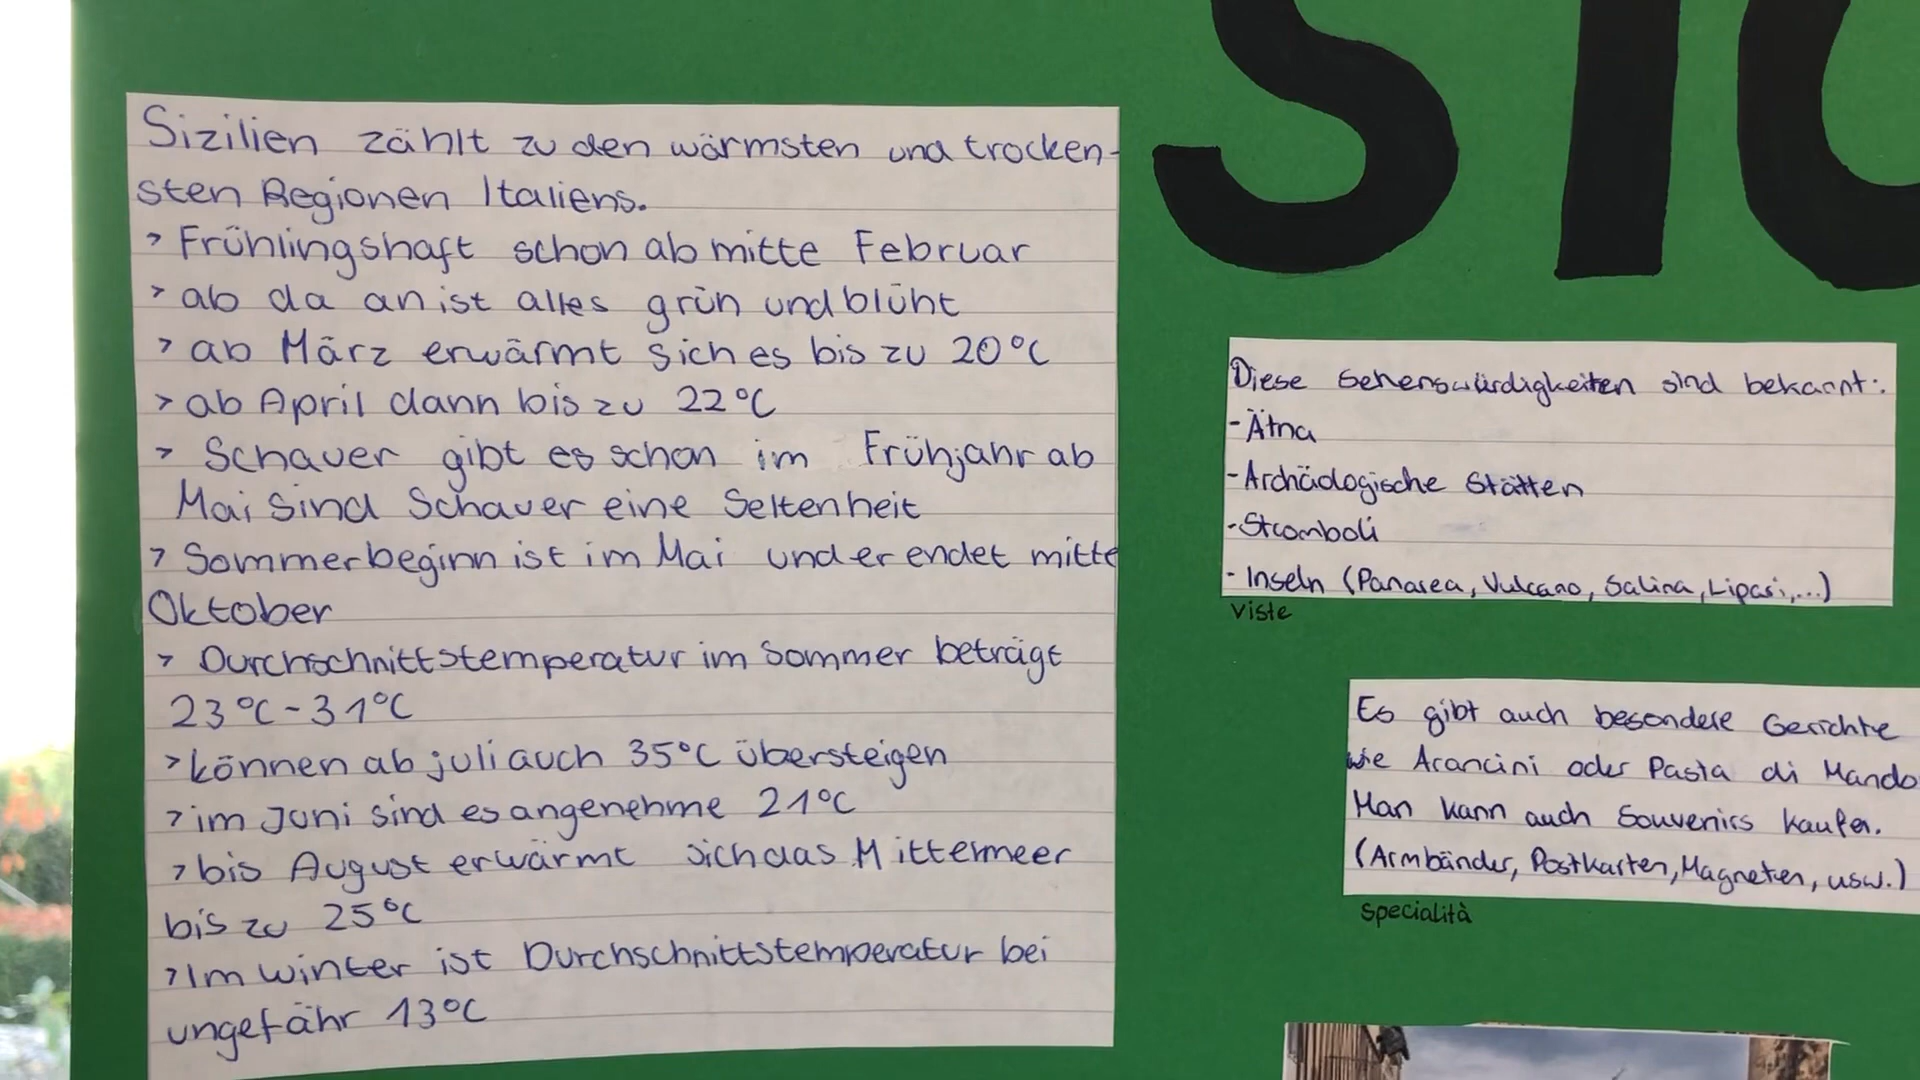 Sizilien zählt zu den wärmsten und trocken-
sten Regionen Italiens.
> Frühlingshaft schon ab mitte Februar
> ab da an ist alles grün und blüht
> ab März erwärmt sich es bis zu 20°C
> ab April dann bis zu 22°C
> Schauer gibt es schon im Frühjahr ab
Mai sind Schauer eine Seltenheit
> Sommerbeginn ist im Mai und er endet mitte
Oktober
> Durchschnittstemperatur im Sommer beträgt
23°C-31°C
> können ab juli auch 35°C übersteigen
> im Juni sind es angenehme 21°C
> bis August erwärmt sich das Mittermeer
bis zu 25°C
> Im winter ist Durchschnittstemperatur bei
ungefähr 13°C
SIC
Diese Sehenswürdigkeiten sind bekannt:
- Ätna
- Archäologische Stätten
- Stromboli
- Inseln (Panarea, Vulcano, Salina, Lipari,...)
viste
Es gibt auch besondere Gerichte
wie Arancini oder Pasta di Mando
Man kann auch Souvenirs kaufen.
(Armbänder, Postkarten, Magneten, usw.)
specialità